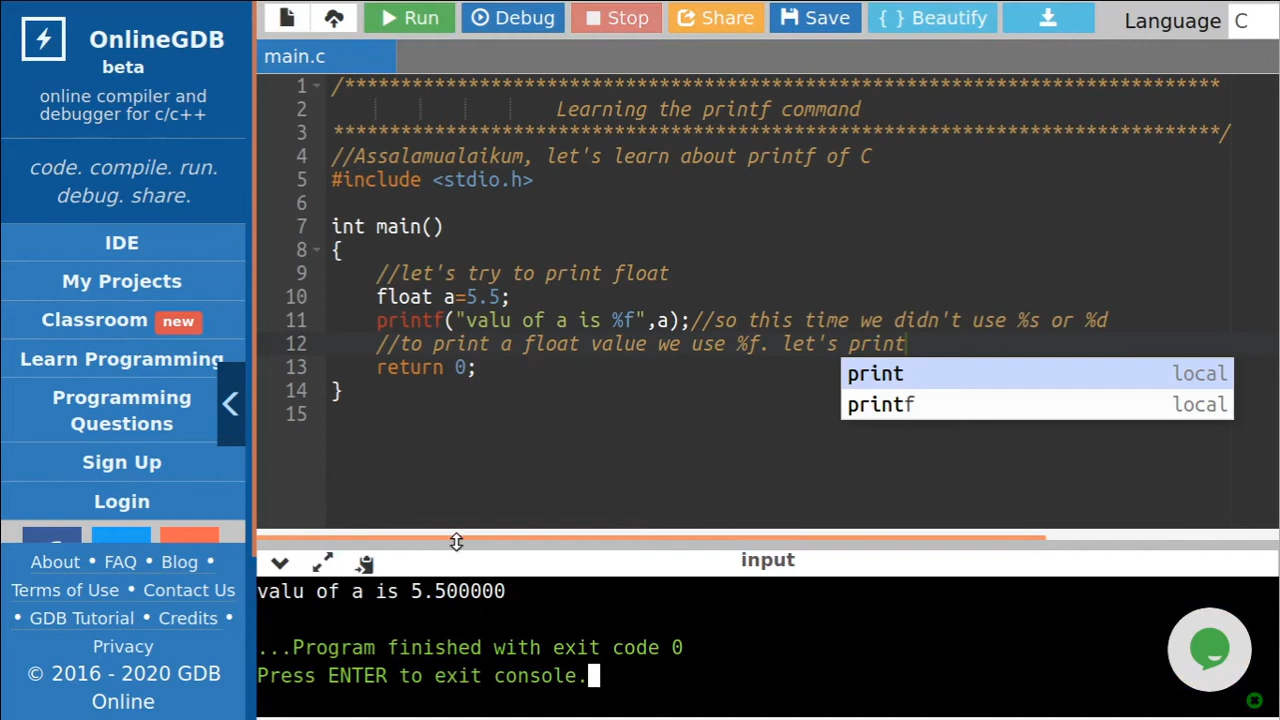 OnlineGDB
beta
online compiler and
debugger for c/c++
code. compile. run.
debug. share.
IDE
My Projects
Classroom new
Learn Programming
Programming
Questions
Sign Up
Login
About • FAQ • Blog •
Terms of Use • Contact Us
• GDB Tutorial • Credits •
Privacy
© 2016 - 2020 GDB
Online
Run Debug Stop Share Save { } Beautify Language C
main.c
1 /******************************************************************************
2 Learning the printf command
3 *******************************************************************************/
4 //Assalamualaikum, let's learn about printf of C
5 #include <stdio.h>
6
7 int main()
8 {
9 //let's try to print float
10 float a=5.5;
11 printf("valu of a is %f",a);//so this time we didn't use %s or %d
12 //to print a float value we use %f. let's print
13 return 0;
14 }
15
print local
printf local
input
valu of a is 5.500000
...Program finished with exit code 0
Press ENTER to exit console.